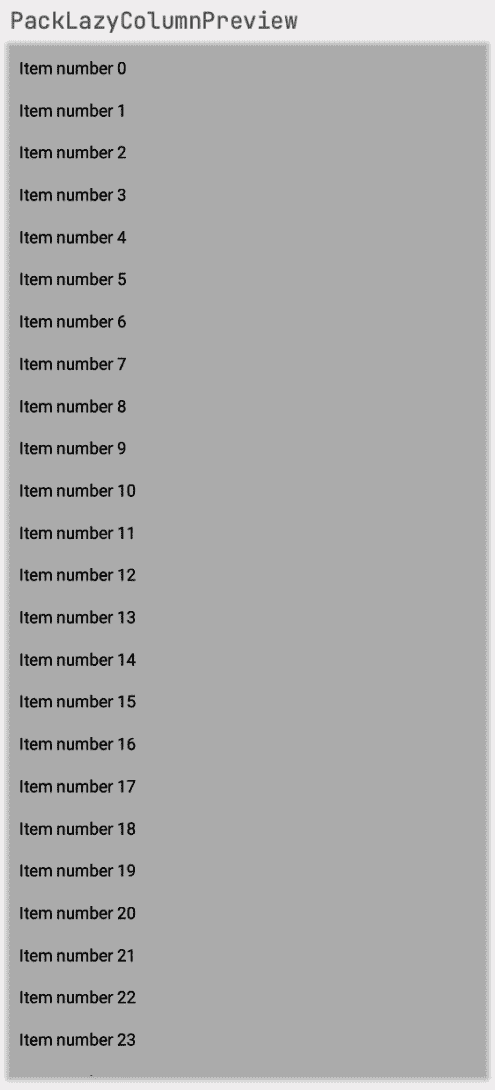 PackLazyColumnPreview
Item number 0
Item number 1
Item number 2
Item number 3
Item number 4
Item number 5
Item number 6
Item number 7
Item number 8
Item number 9
Item number 10
Item number 11
Item number 12
Item number 13
Item number 14
Item number 15
Item number 16
Item number 17
Item number 18
Item number 19
Item number 20
Item number 21
Item number 22
Item number 23